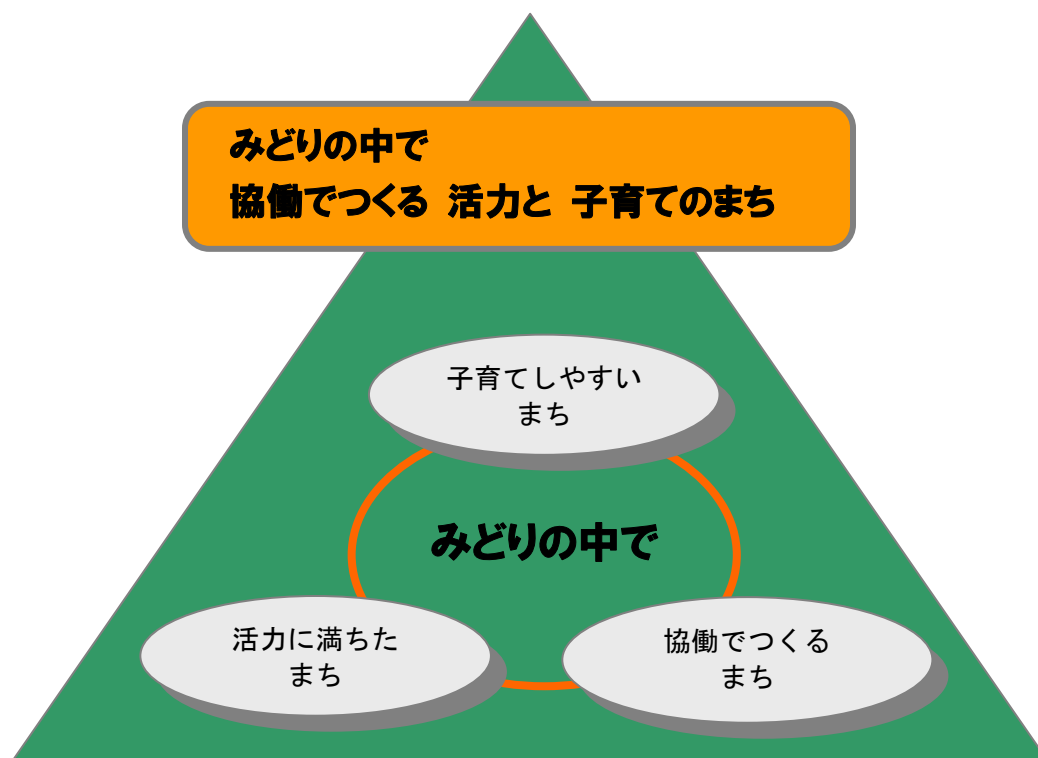 みどりの中で
協働でつくる 活力と 子育てのまち
子育てしやすい
まち
みどりの中で
活力に満ちた
まち
協働でつくる
まち